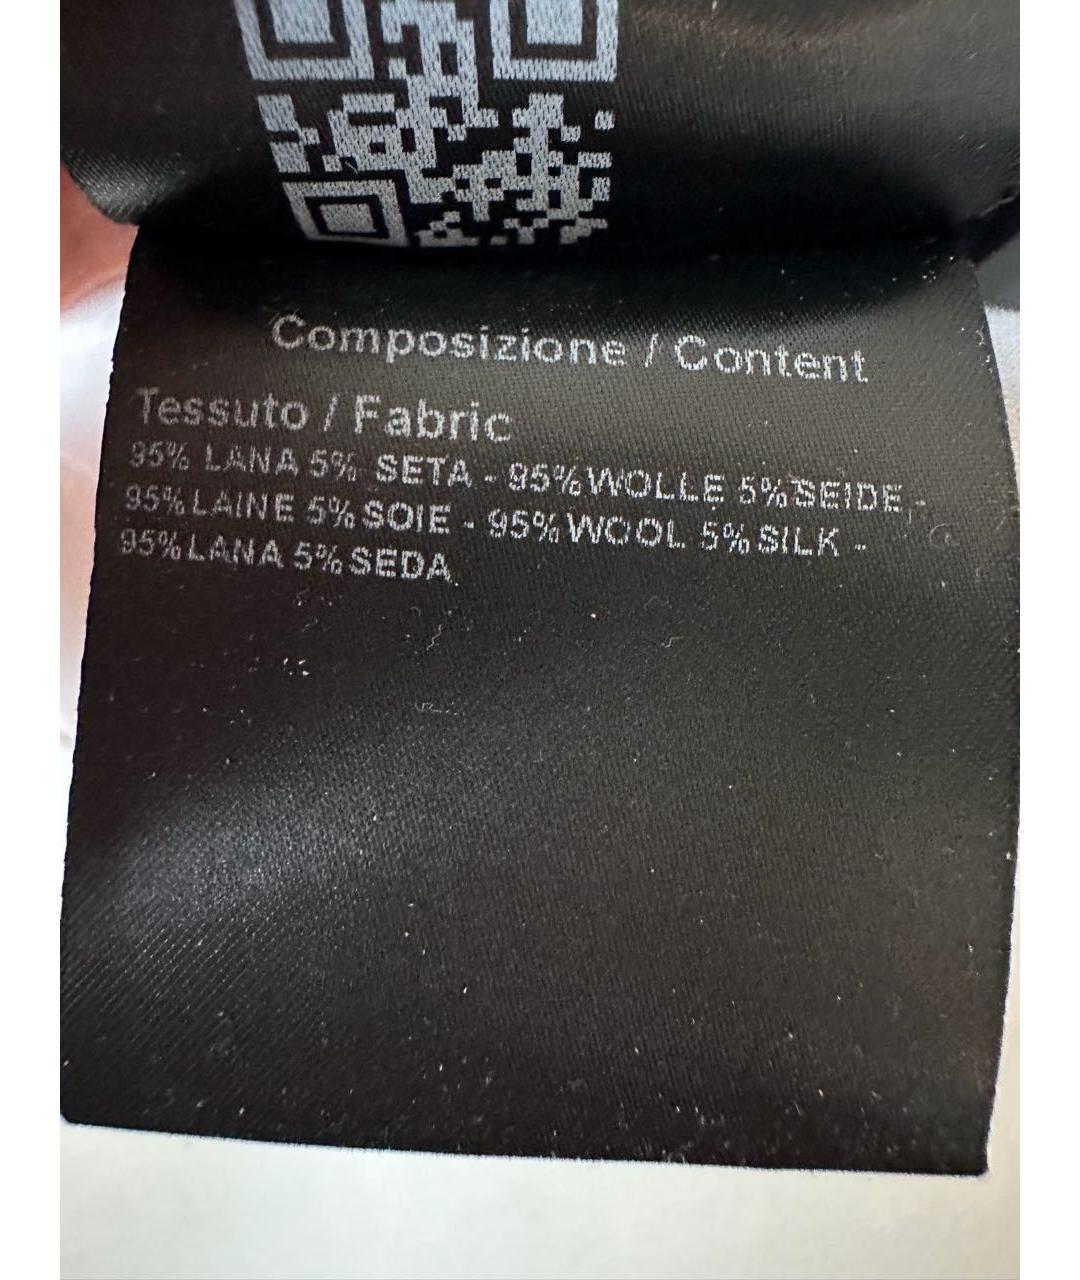 Composizione / Content
Tessuto / Fabric
95% LANA 5% SETA - 95% WOLLE 5% SEIDE -
95% LAINE 5% SOIE - 95% WOOL 5% SILK -
95% LANA 5% SEDA